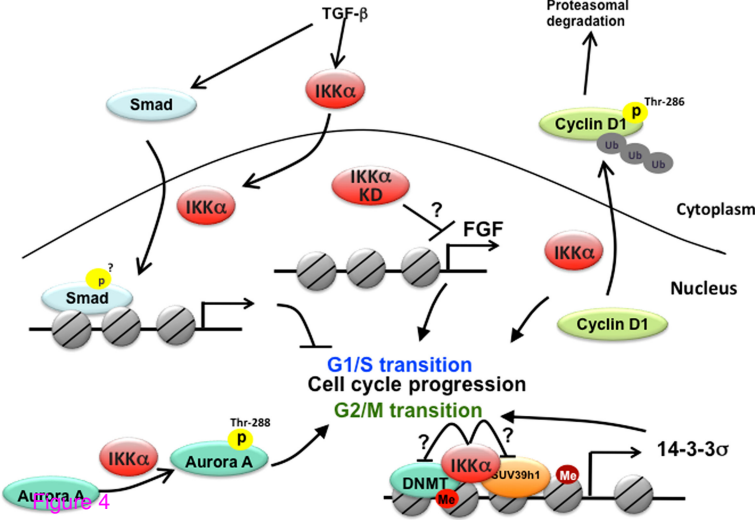 Proteasomal
degradation
TGF-β
Smad
IKKα
P
Thr-286
Cyclin D1
Ub
Ub
Ub
IKKα
IKKα
KD
?
FGF
Cytoplasm
IKKα
Nucleus
P
?
Smad
Cyclin D1
G1/S transition
Cell cycle progression
G2/M transition
Thr-288
P
IKKα
Aurora A
Aurora A
Figure 4
?
?
14-3-3σ
IKKα
DNMT
SUV39h1
Me
Me